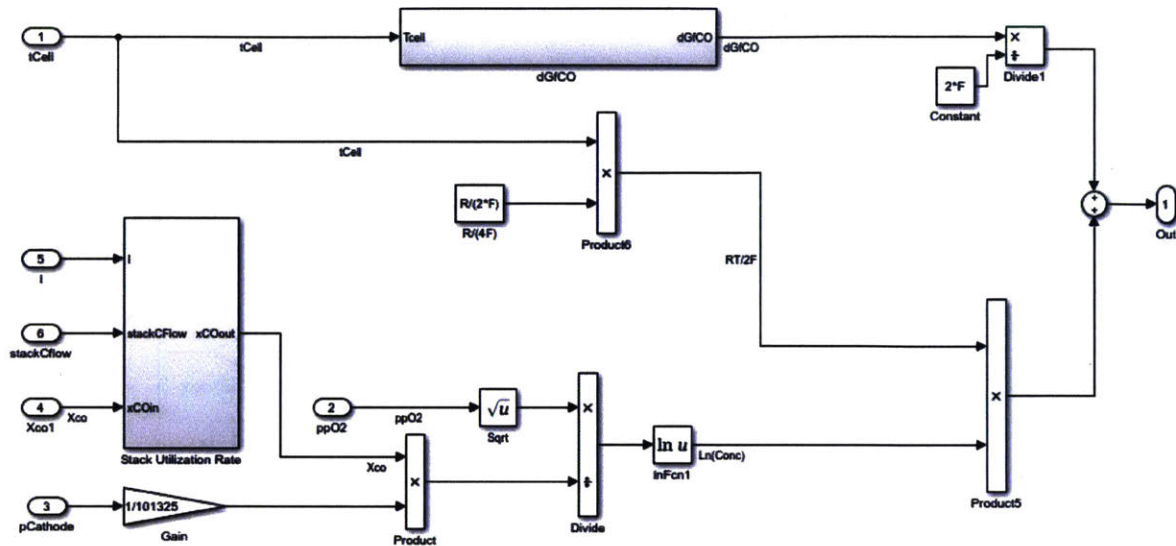 1
tCell
tCell
Tcell
dGfCO
dGfCO
dGfCO
×
÷
Divide1
2*F
Constant
tCell
×
R/(2*F)
R/(4F)
Product6
+
+
1
Out
RT/2F
5
I
I
6
stackCflow
stackCFlow
xCOout
4
Xco1
Xco
xCOin
Stack Utilization Rate
2
ppO2
ppO2
√u
Sqrt
×
÷
Divide
ln u
lnFcn1
Ln(Conc)
×
Product5
Xco
×
Product
3
pCathode
1/101325
Gain